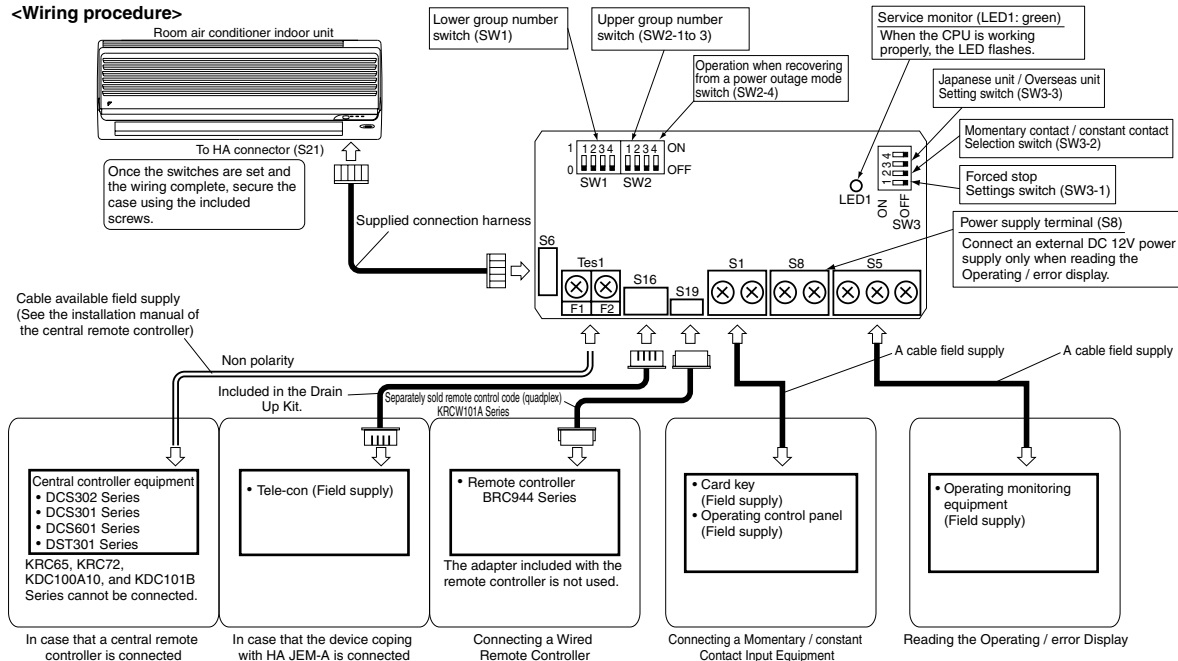 <Wiring procedure>
Room air conditioner indoor unit
To HA connector (S21)
Once the switches are set and
the wiring complete, secure the
case using the included
screws.
Supplied connection harness
Lower group number
switch (SW1)
Upper group number
switch (SW2-1to 3)
Operation when recovering
from a power outage mode
switch (SW2-4)
Service monitor (LED1: green)
When the CPU is working
properly, the LED flashes.
Japanese unit / Overseas unit
Setting switch (SW3-3)
Momentary contact / constant contact
Selection switch (SW3-2)
Forced stop
Settings switch (SW3-1)
Power supply terminal (S8)
Connect an external DC 12V power
supply only when reading the
Operating / error display.
1 1 2 3 4 1 2 3 4 ON
0 OFF
SW1 SW2
LED1
1 2 3 4
ON
OFF
SW3
S6
Tes1
F1 F2
S16
S19
S1
S8
S5
Cable available field supply
(See the installation manual of
the central remote controller)
Non polarity
Included in the Drain
Up Kit.
Separately sold remote control code (quadplex)
KRCW101A Series
A cable field supply
A cable field supply
Central controller equipment
• DCS302 Series
• DCS301 Series
• DCS601 Series
• DST301 Series
KRC65, KRC72,
KDC100A10, and KDC101B
Series cannot be connected.
In case that a central remote
controller is connected
• Tele-con (Field supply)
In case that the device coping
with HA JEM-A is connected
• Remote controller
BRC944 Series
The adapter included with the
remote controller is not used.
Connecting a Wired
Remote Controller
• Card key
(Field supply)
• Operating control panel
(Field supply)
Connecting a Momentary / constant
Contact Input Equipment
• Operating monitoring
equipment
(Field supply)
Reading the Operating / error Display